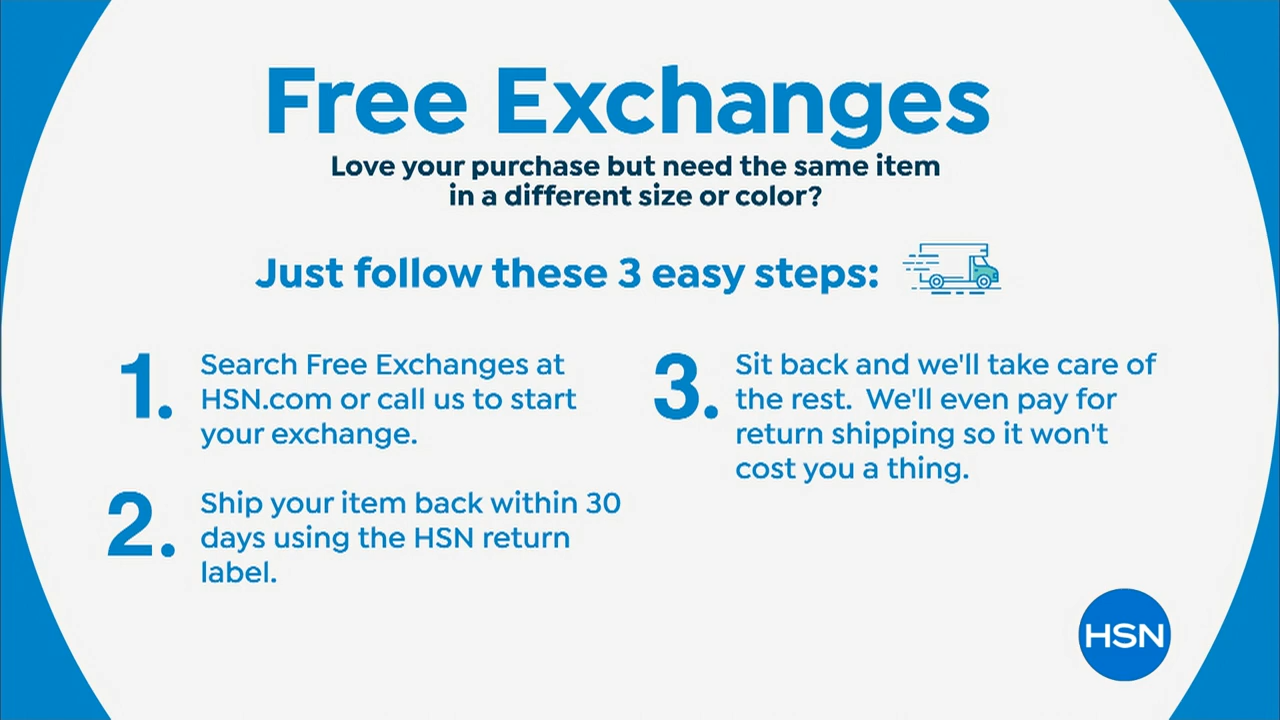 Free Exchanges
Love your purchase but need the same item
in a different size or color?
Just follow these 3 easy steps:
1. Search Free Exchanges at
HSN.com or call us to start
your exchange.
2. Ship your item back within 30
days using the HSN return
label.
3. Sit back and we'll take care of
the rest.  We'll even pay for
return shipping so it won't
cost you a thing.
HSN